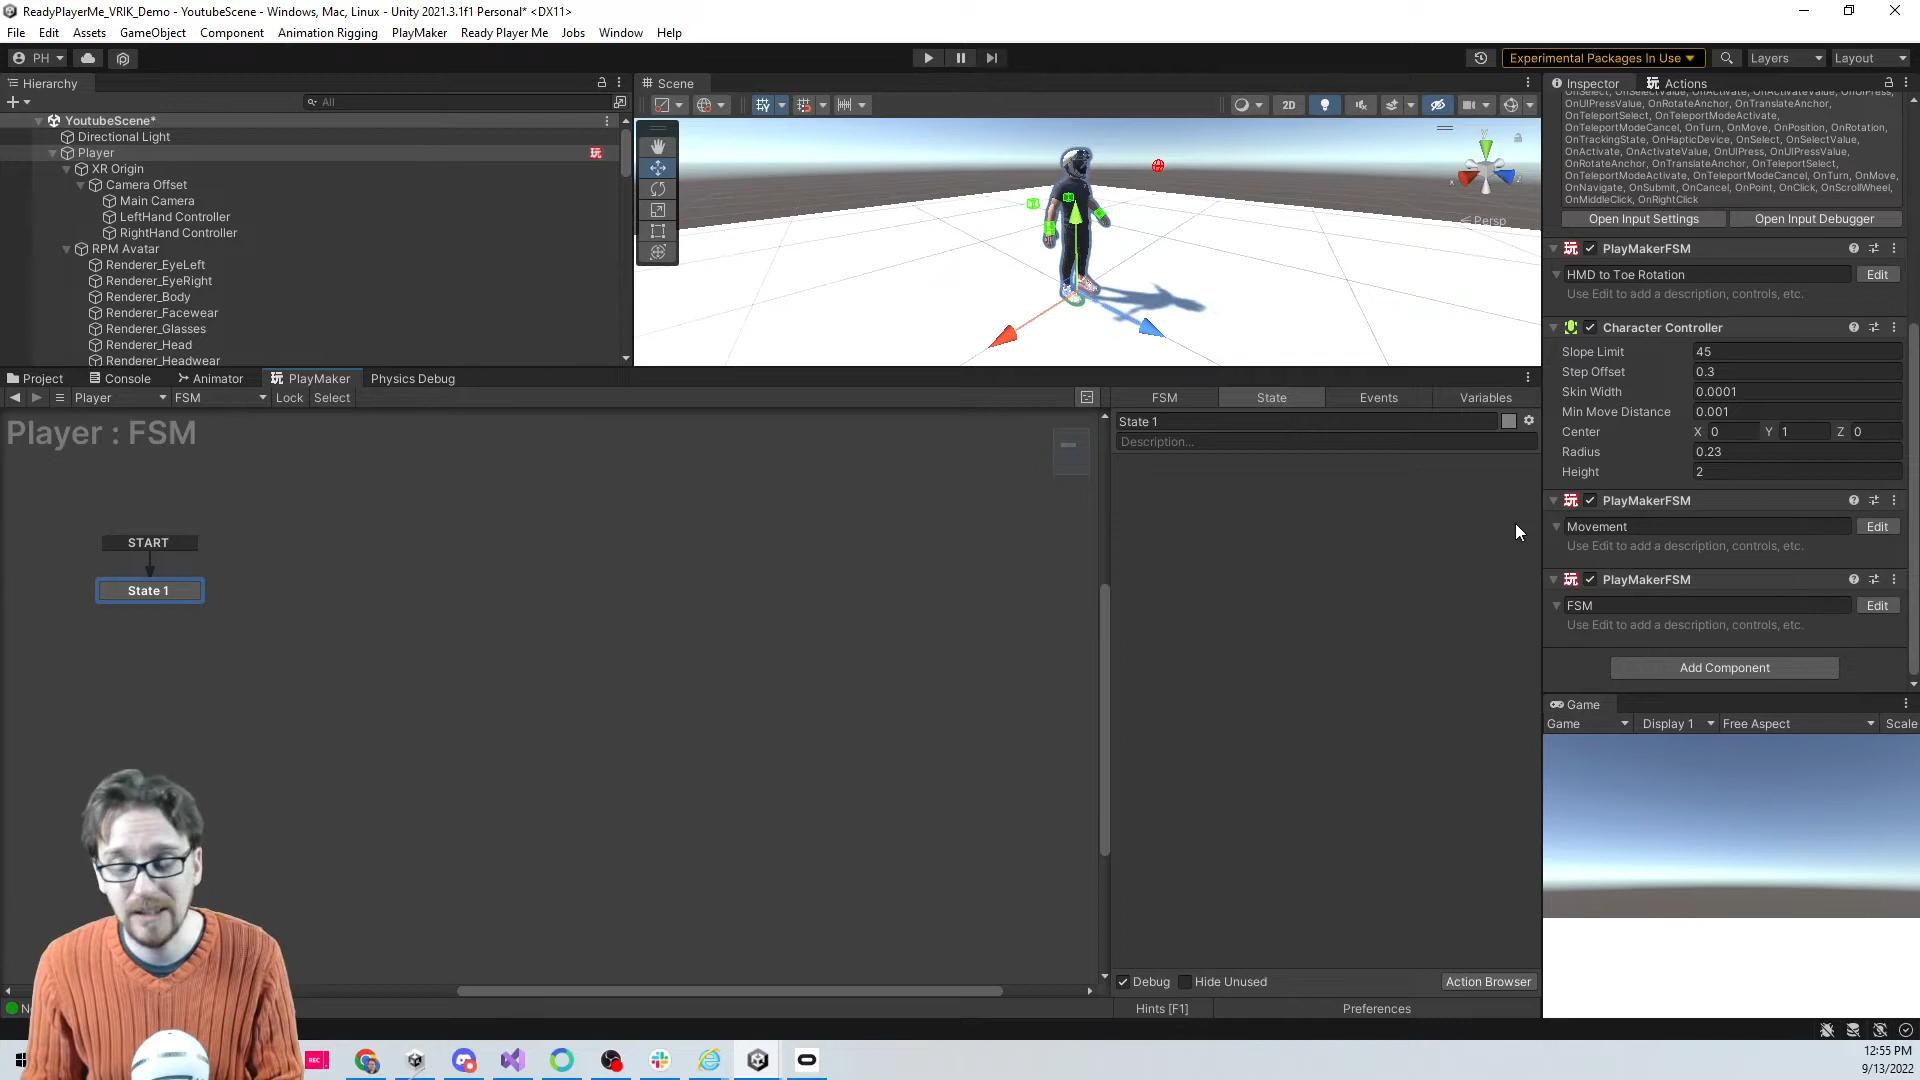 ReadyPlayerMe_VRIK_Demo - YoutubeScene - Windows, Mac, Linux - Unity 2021.3.1f1 Personal* <DX11>
File Edit Assets GameObject Component Animation Rigging PlayMaker Ready Player Me Jobs Window Help
PH Experimental Packages In Use Layers Layout
Hierarchy
All
YoutubeScene*
Directional Light
Player
XR Origin
Camera Offset
Main Camera
LeftHand Controller
RightHand Controller
RPM Avatar
Renderer_EyeLeft
Renderer_EyeRight
Renderer_Body
Renderer_Facewear
Renderer_Glasses
Renderer_Head
Renderer_Headwear
Scene
2D
y
Persp
Inspector Actions
OnSelect, OnSelectValue, OnActivate, OnActivateValue, OnUIPress,
OnUIPressValue, OnRotateAnchor, OnTranslateAnchor,
OnTeleportSelect, OnTeleportModeActivate,
OnTeleportModeCancel, OnTurn, OnMove, OnPosition, OnRotation,
OnTrackingState, OnHapticDevice, OnSelect, OnSelectValue,
OnActivate, OnActivateValue, OnUIPress, OnUIPressValue,
OnRotateAnchor, OnTranslateAnchor, OnTeleportSelect,
OnTeleportModeActivate, OnTeleportModeCancel, OnTurn, OnMove,
OnNavigate, OnSubmit, OnCancel, OnPoint, OnClick, OnScrollWheel,
OnMiddleClick, OnRightClick
Open Input Settings Open Input Debugger
玩 PlayMakerFSM
HMD to Toe Rotation Edit
Use Edit to add a description, controls, etc.
Character Controller
Slope Limit 45
Step Offset 0.3
Skin Width 0.0001
Min Move Distance 0.001
Center X 0 Y 1 Z 0
Radius 0.23
Height 2
玩 PlayMakerFSM
Movement Edit
Use Edit to add a description, controls, etc.
玩 PlayMakerFSM
FSM Edit
Use Edit to add a description, controls, etc.
Add Component
Game
Game Display 1 Free Aspect Scale
Project Console Animator 玩 PlayMaker Physics Debug
Player FSM Lock Select
Player : FSM
START
State 1
FSM State Events Variables
State 1
Description...
Debug Hide Unused Action Browser
Hints [F1] Preferences
REC
12:55 PM
9/13/2022